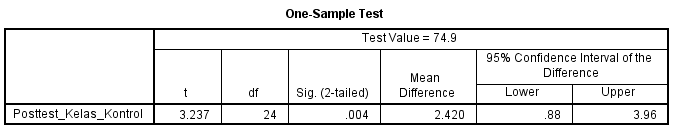 One-Sample Test
Test Value = 74.9
t df Sig. (2-tailed) Mean Difference 95% Confidence Interval of the Difference
Lower Upper
Posttest_Kelas_Kontrol 3.237 24 .004 2.420 .88 3.96